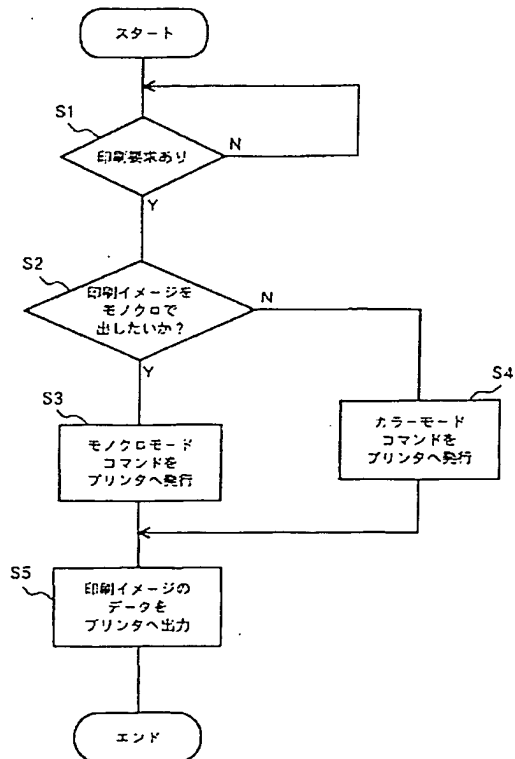 スタート
S1
印刷要求あり
N
Y
S2
印刷イメージを
モノクロで
出したいか？
N
Y
S3
モノクロモード
コマンドを
プリンタへ発行
S4
カラーモード
コマンドを
プリンタへ発行
S5
印刷イメージの
データを
プリンタへ出力
エンド